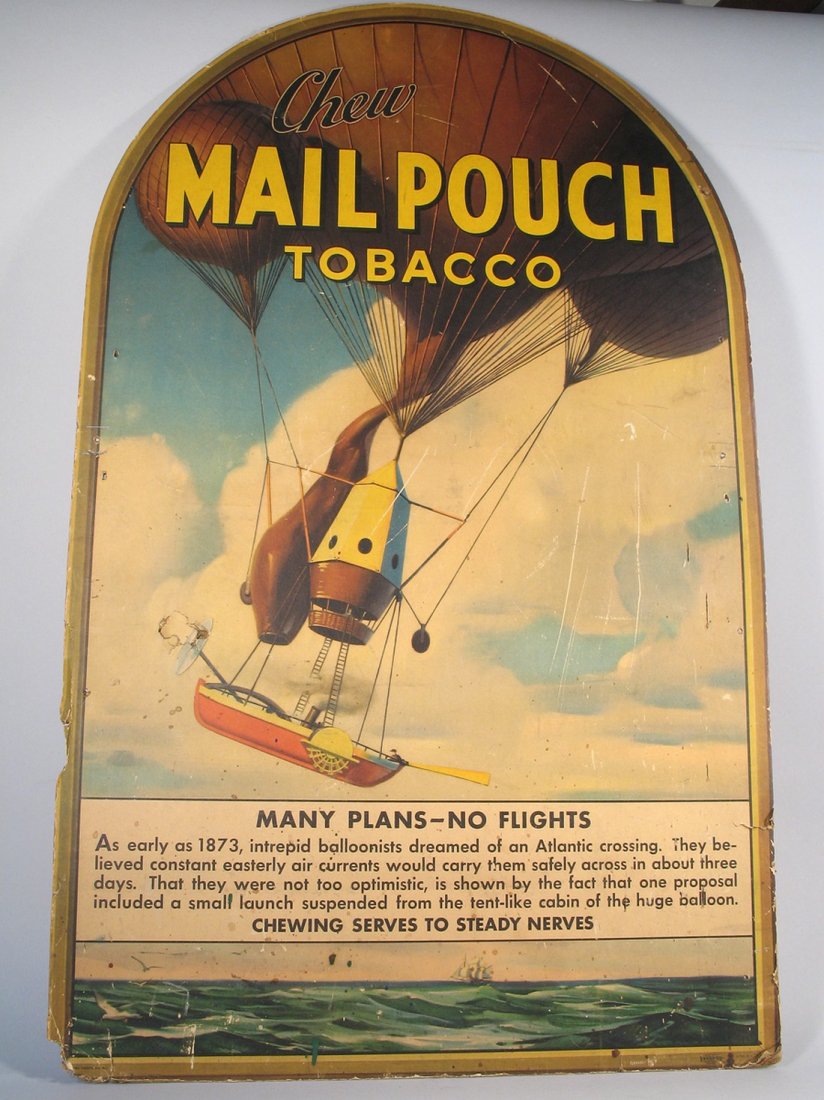 Chew
MAIL POUCH
TOBACCO
MANY PLANS—NO FLIGHTS
As early as 1873, intrepid balloonists dreamed of an Atlantic crossing. They be-
lieved constant easterly air currents would carry them safely across in about three
days. That they were not too optimistic, is shown by the fact that one proposal
included a small launch suspended from the tent-like cabin of the huge balloon.
CHEWING SERVES TO STEADY NERVES